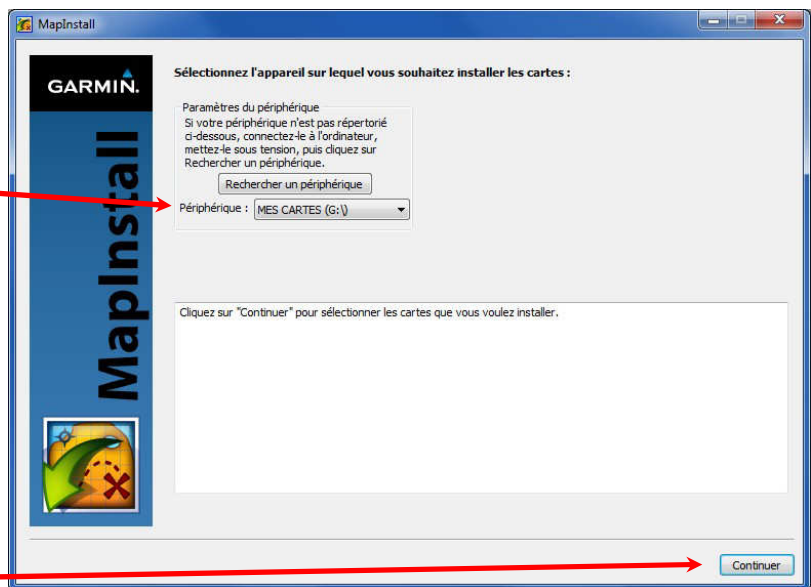 MapInstall
GARMIN.
MapInstall
Sélectionnez l'appareil sur lequel vous souhaitez installer les cartes :
Paramètres du périphérique
Si votre périphérique n'est pas répertorié
ci-dessous, connectez-le à l'ordinateur,
mettez-le sous tension, puis cliquez sur
Rechercher un périphérique.
Rechercher un périphérique
Périphérique : MES CARTES (G:\)
Cliquez sur "Continuer" pour sélectionner les cartes que vous voulez installer.
Continuer